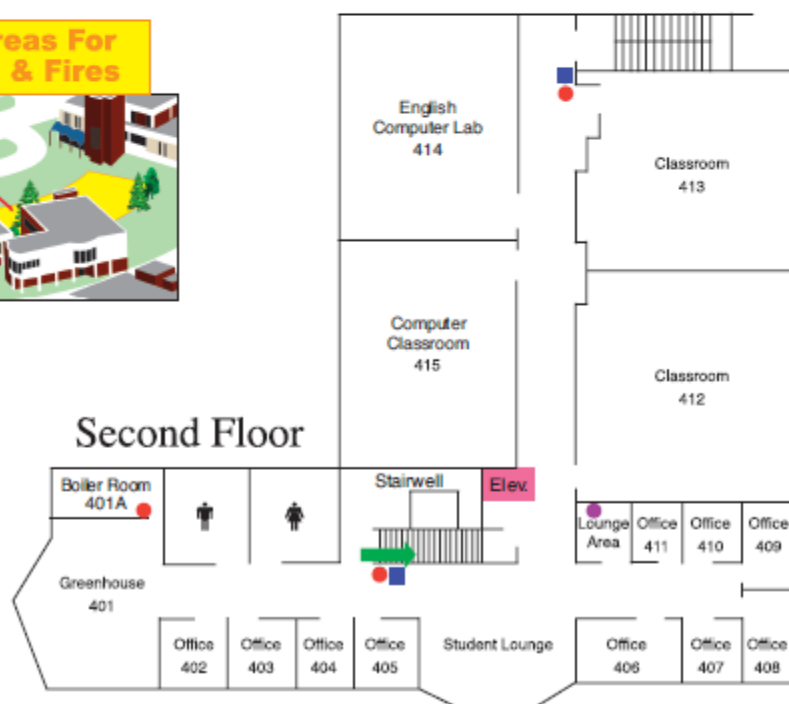 reas For
& Fires
English
Computer Lab
414
Classroom
413
Computer
Classroom
415
Classroom
412
Second Floor
Boiler Room
401A
Stairwell
Elev.
Lounge
Area
Office
411
Office
410
Office
409
Greenhouse
401
Office
402
Office
403
Office
404
Office
405
Student Lounge
Office
406
Office
407
Office
408